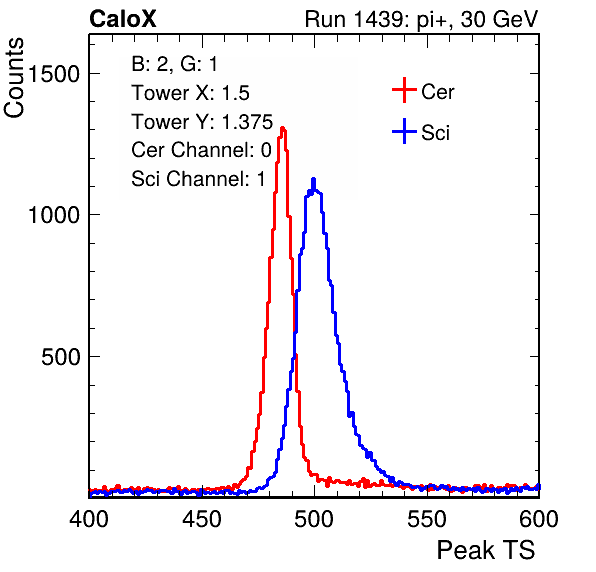 CaloX Run 1439: pi+, 30 GeV
Counts
B: 2, G: 1
Tower X: 1.5
Tower Y: 1.375
Cer Channel: 0
Sci Channel: 1
Cer
Sci
1500
1000
500
400 450 500 550 600
Peak TS